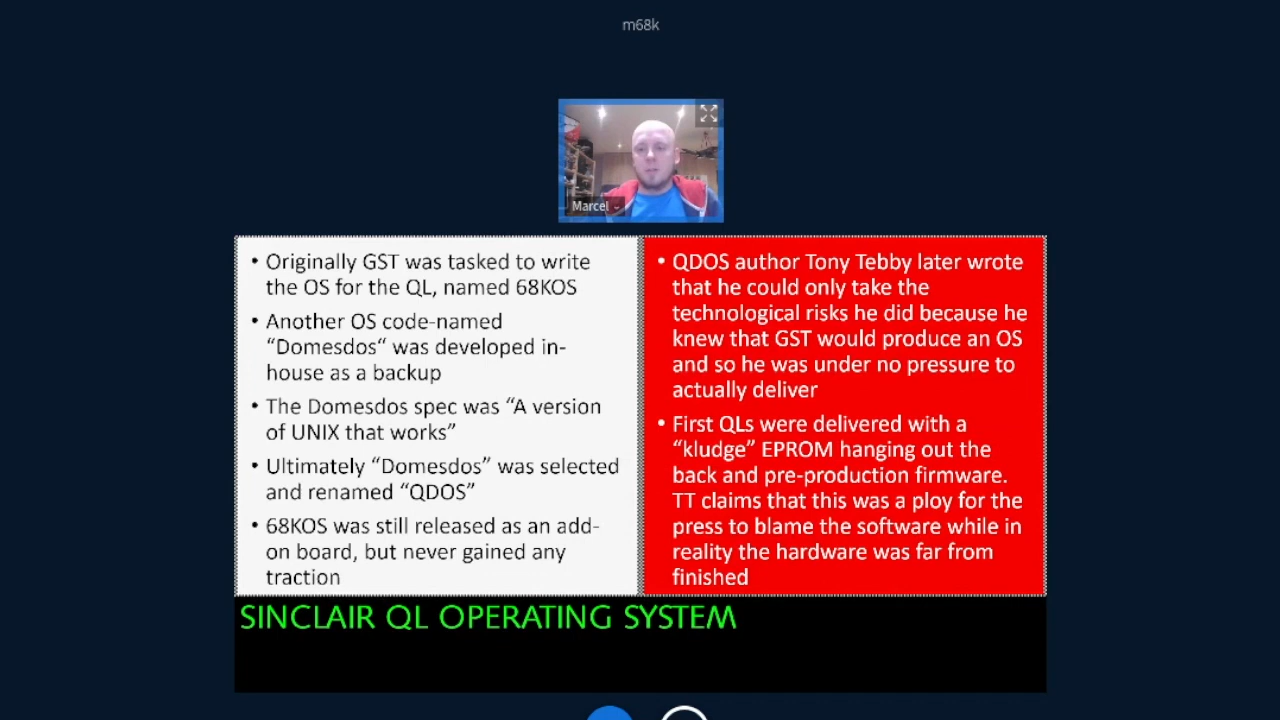 m68k
Marcel
• Originally GST was tasked to write
the OS for the QL, named 68KOS
• Another OS code-named
“Domesdos“ was developed in-
house as a backup
• The Domesdos spec was “A version
of UNIX that works”
• Ultimately “Domesdos” was selected
and renamed “QDOS”
• 68KOS was still released as an add-
on board, but never gained any
traction
• QDOS author Tony Tebby later wrote
that he could only take the
technological risks he did because he
knew that GST would produce an OS
and so he was under no pressure to
actually deliver
• First QLs were delivered with a
“kludge” EPROM hanging out the
back and pre-production firmware.
TT claims that this was a ploy for the
press to blame the software while in
reality the hardware was far from
finished
SINCLAIR QL OPERATING SYSTEM